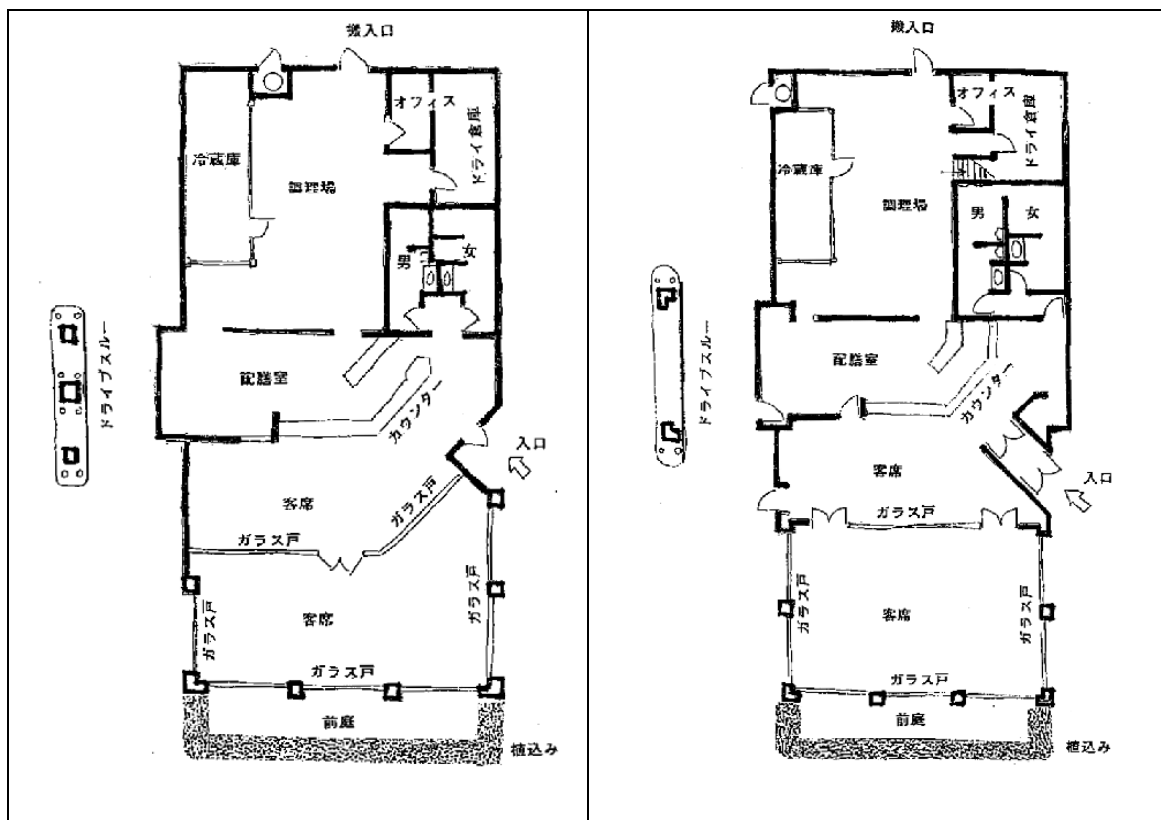 搬入口
オフィス
ドライ倉庫
冷蔵庫
調理場
男
女
ドライブスルー
配膳室
カウンター
入口
客席
ガラス戸
ガラス戸
ガラス戸
客席
ガラス戸
ガラス戸
前庭
植込み
搬入口
オフィス
ドライ倉庫
冷蔵庫
調理場
男
女
ドライブスルー
配膳室
カウンター
入口
客席
ガラス戸
ガラス戸
客席
ガラス戸
ガラス戸
前庭
植込み